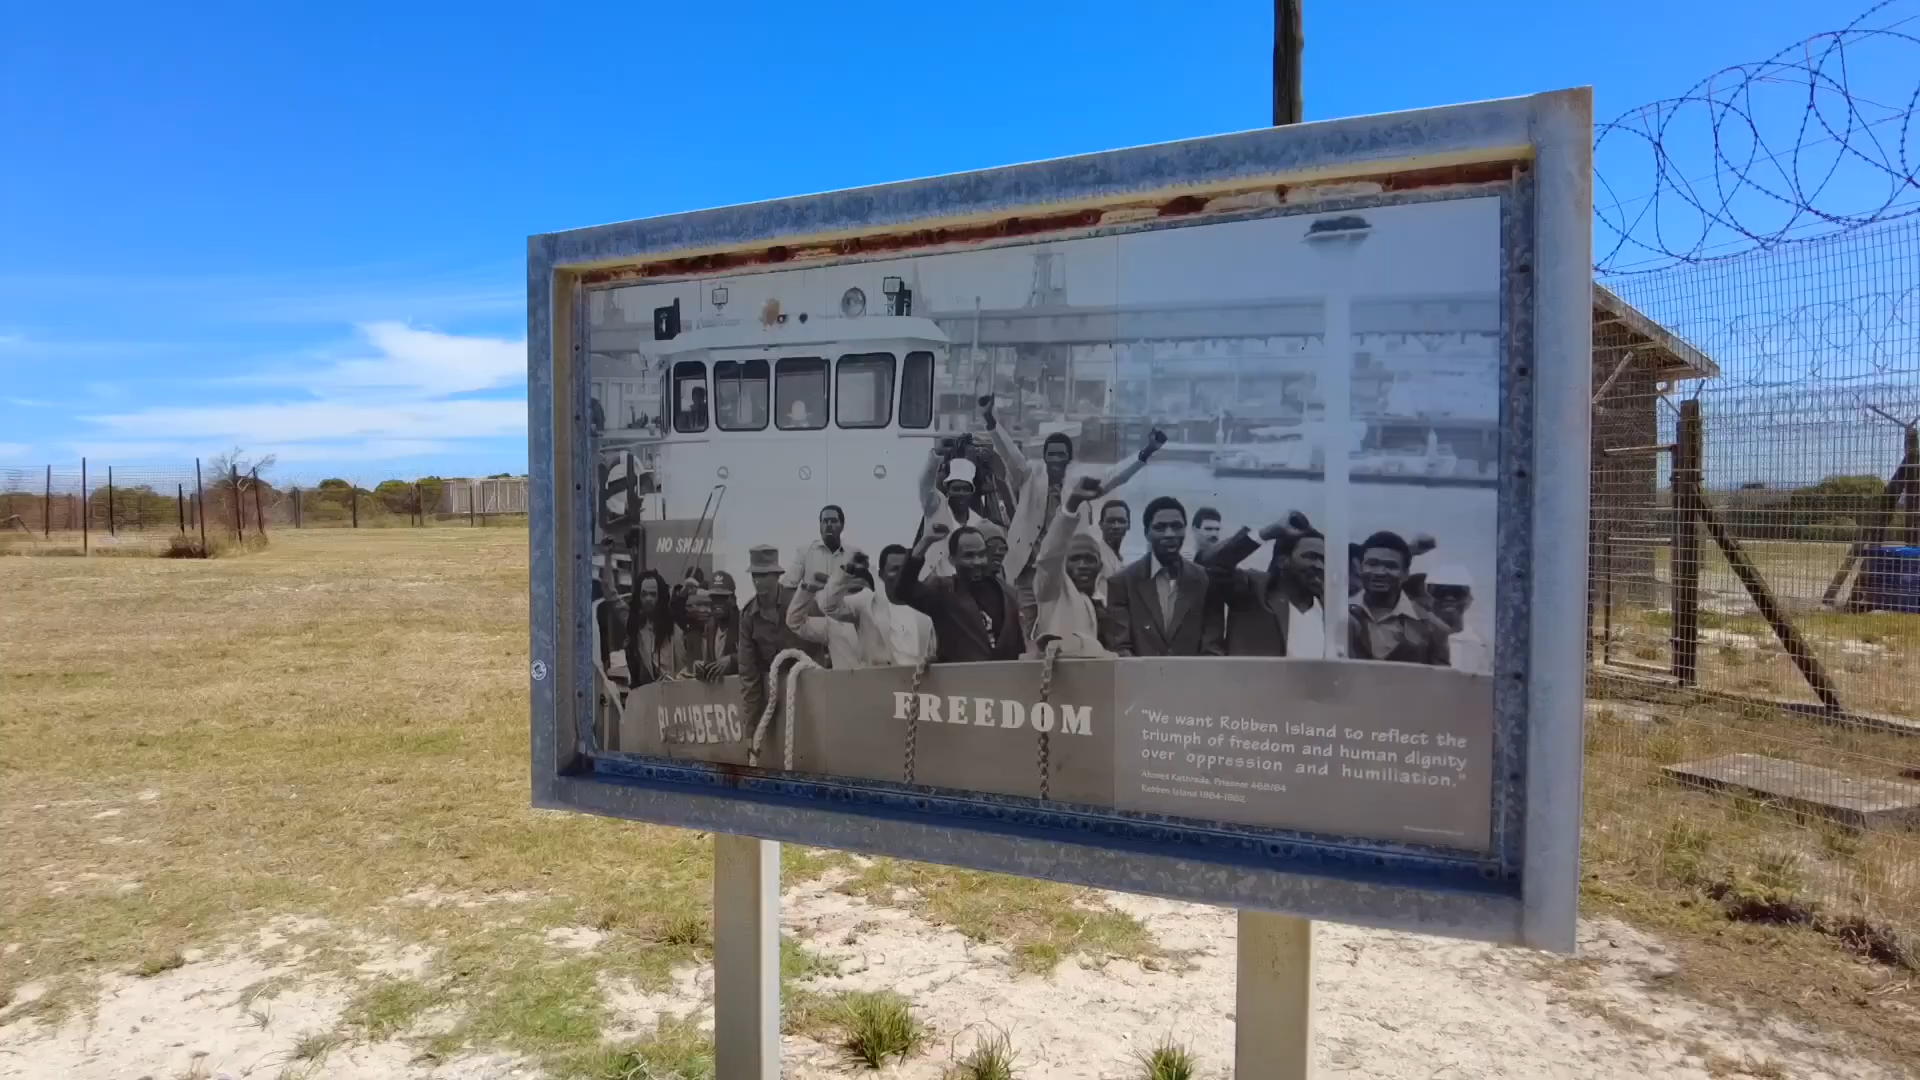 NO SMOKI
BLOUBERG
FREEDOM
"We want Robben Island to reflect the
triumph of freedom and human dignity
over oppression and humiliation."
Ahmed Kathrada, Prisoner 468/64
Robben Island 1964-1982